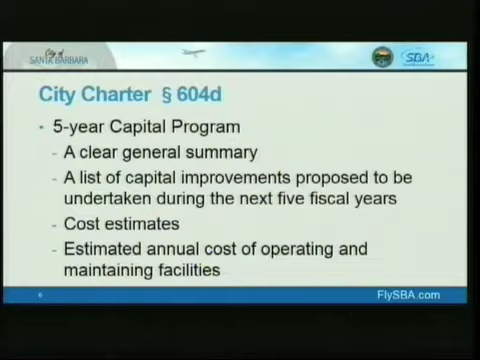 City of
SANTA BARBARA
SBA
City Charter § 604d
• 5-year Capital Program
- A clear general summary
- A list of capital improvements proposed to be
undertaken during the next five fiscal years
- Cost estimates
- Estimated annual cost of operating and
maintaining facilities
6
FlySBA.com